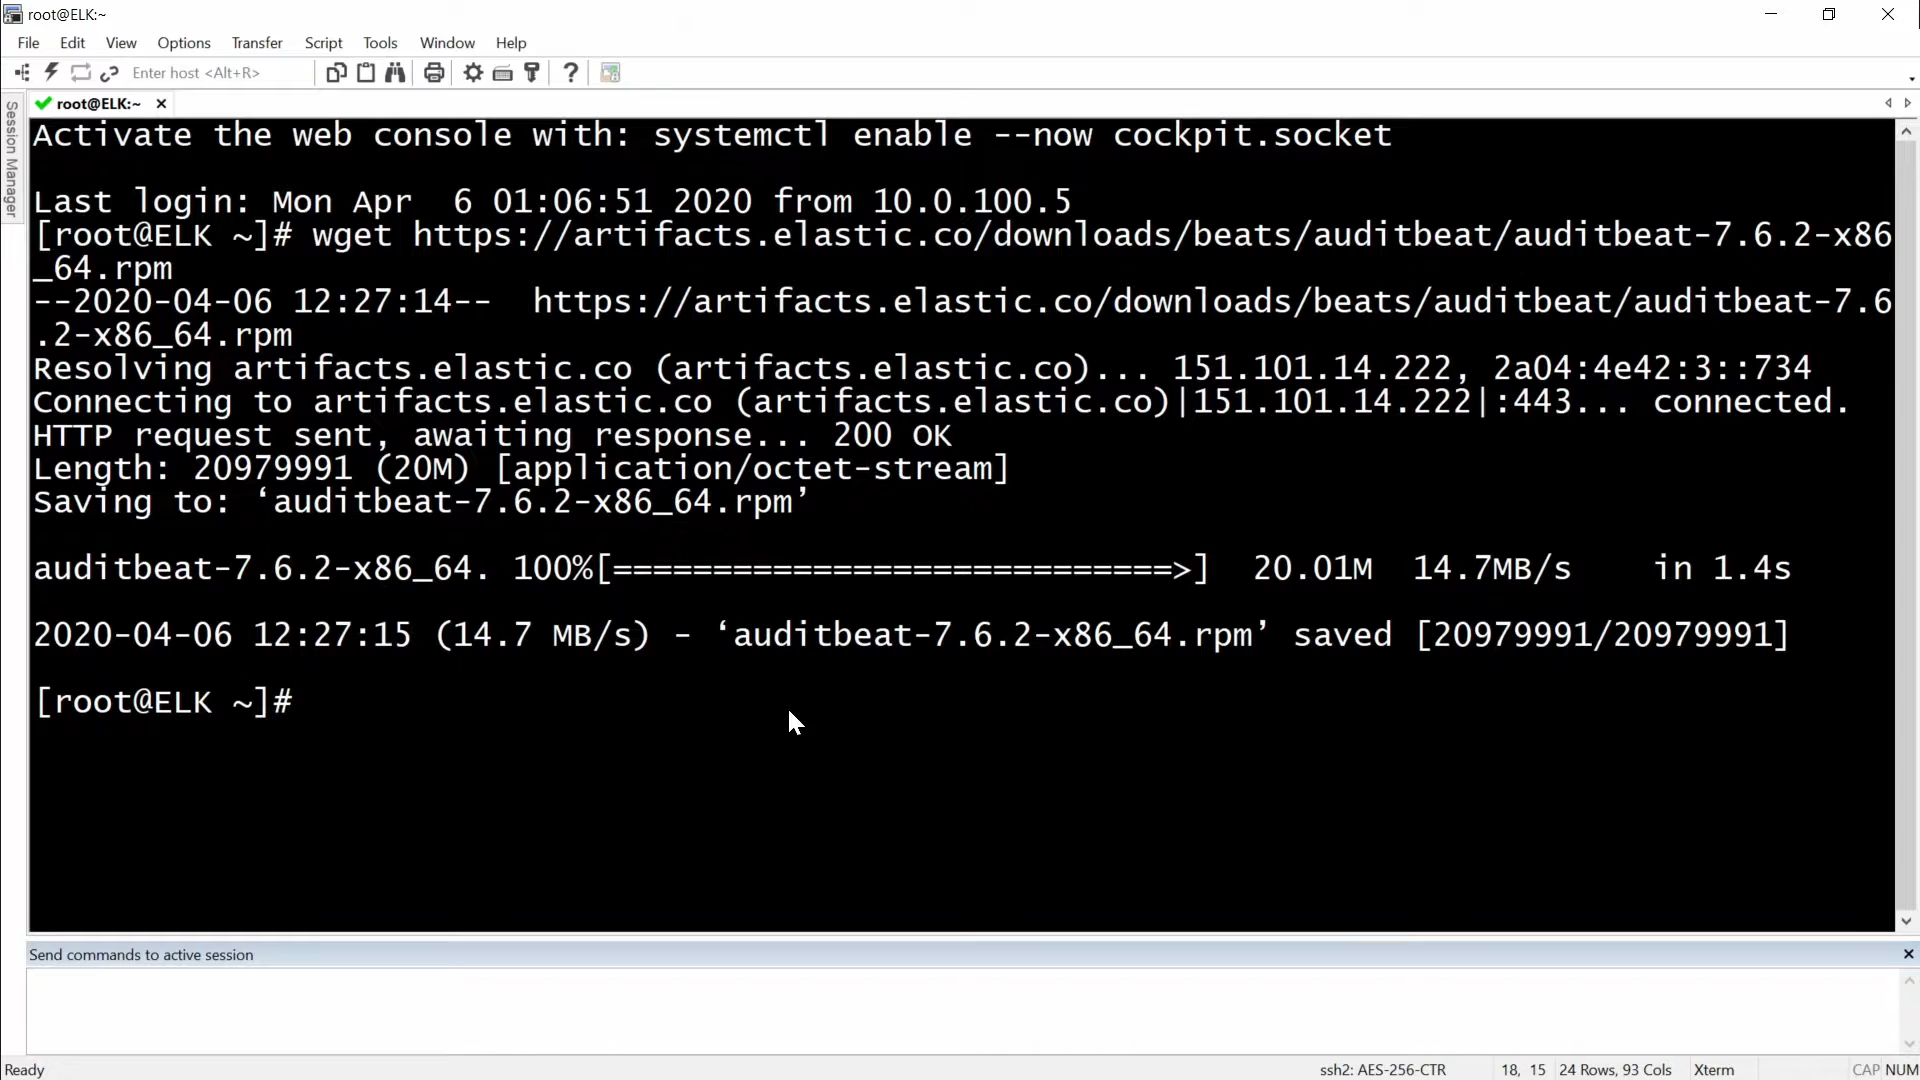 root@ELK:~
File Edit View Options Transfer Script Tools Window Help
Enter host <Alt+R>
Session Manager
root@ELK:~
Activate the web console with: systemctl enable --now cockpit.socket
Last login: Mon Apr  6 01:06:51 2020 from 10.0.100.5
[root@ELK ~]# wget https://artifacts.elastic.co/downloads/beats/auditbeat/auditbeat-7.6.2-x86
_64.rpm
--2020-04-06 12:27:14--  https://artifacts.elastic.co/downloads/beats/auditbeat/auditbeat-7.6
.2-x86_64.rpm
Resolving artifacts.elastic.co (artifacts.elastic.co)... 151.101.14.222, 2a04:4e42:3::734
Connecting to artifacts.elastic.co (artifacts.elastic.co)|151.101.14.222|:443... connected.
HTTP request sent, awaiting response... 200 OK
Length: 20979991 (20M) [application/octet-stream]
Saving to: ‘auditbeat-7.6.2-x86_64.rpm’
auditbeat-7.6.2-x86_64. 100%[============================>]  20.01M  14.7MB/s    in 1.4s
2020-04-06 12:27:15 (14.7 MB/s) - ‘auditbeat-7.6.2-x86_64.rpm’ saved [20979991/20979991]
[root@ELK ~]#
Send commands to active session
Ready ssh2: AES-256-CTR 18, 15 24 Rows, 93 Cols Xterm CAP NUM